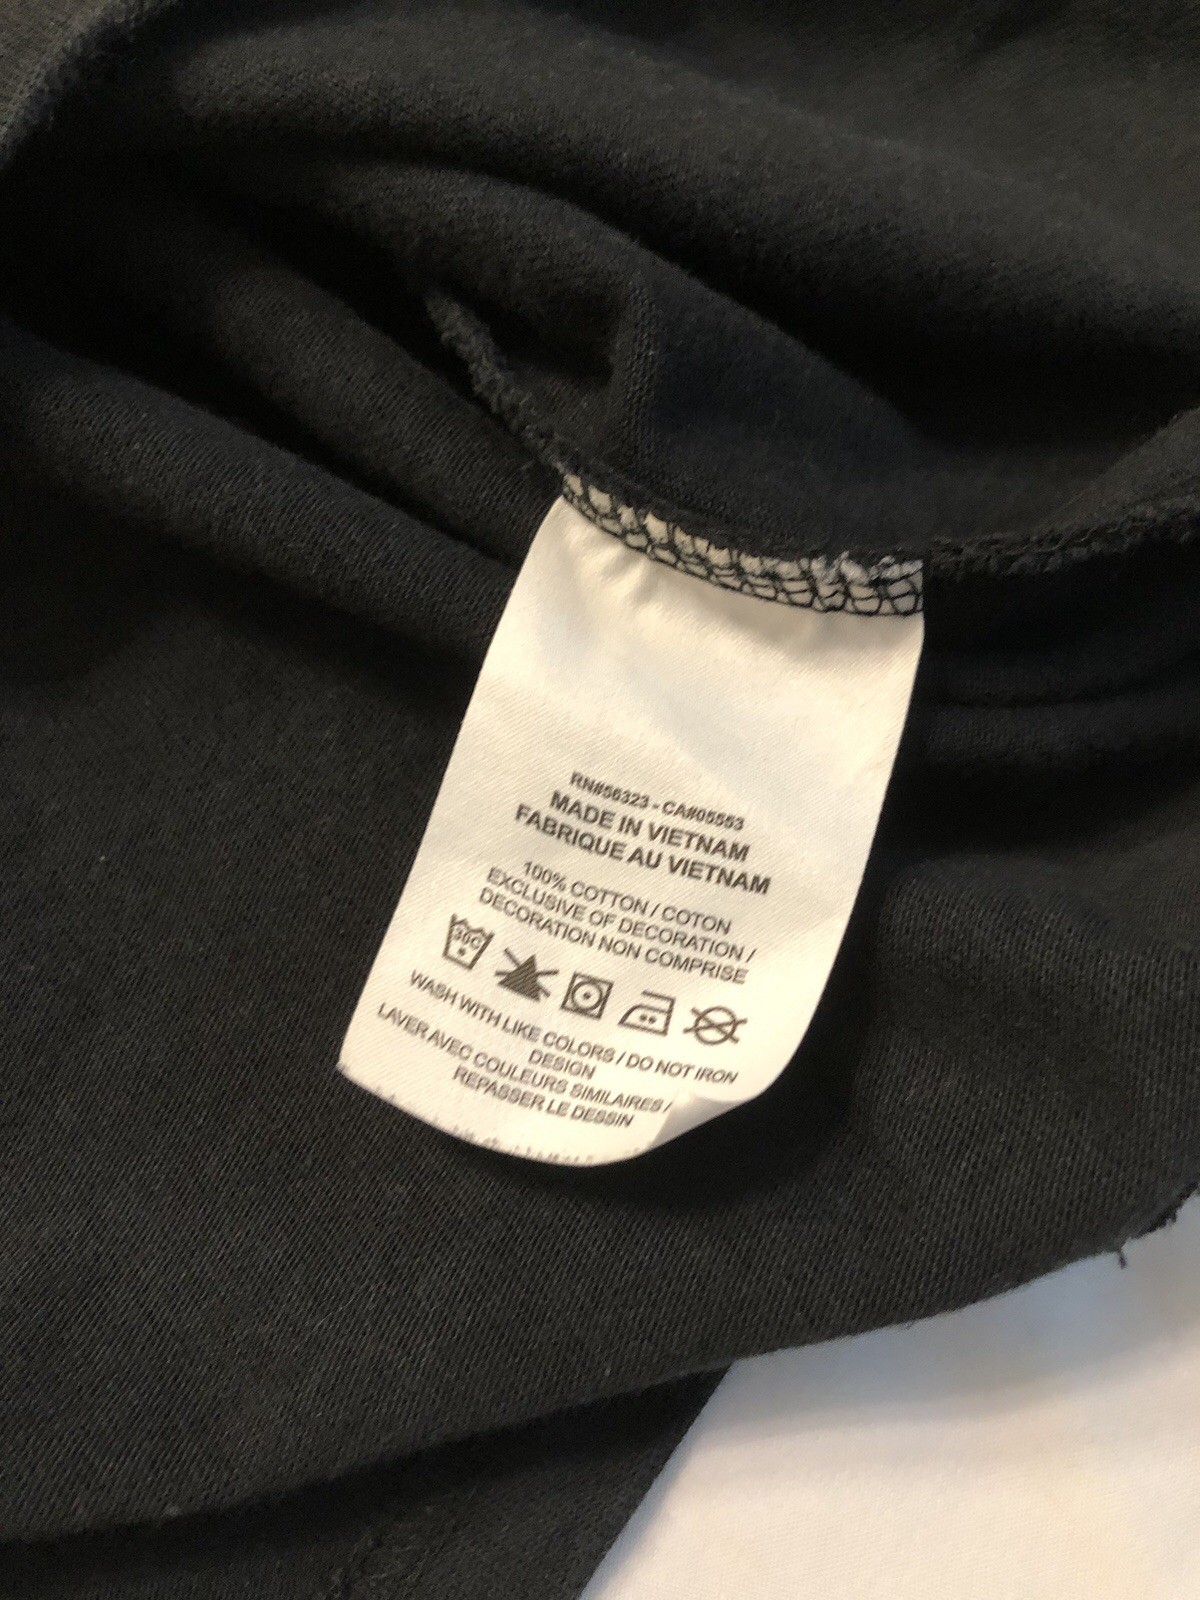 RN#56323 - CA#05553
MADE IN VIETNAM
FABRIQUE AU VIETNAM
100% COTTON / COTON
EXCLUSIVE OF DECORATION /
DECORATION NON COMPRISE
30C
WASH WITH LIKE COLORS / DO NOT IRON
DESIGN
LAVER AVEC COULEURS SIMILAIRES /
REPASSER LE DESSIN